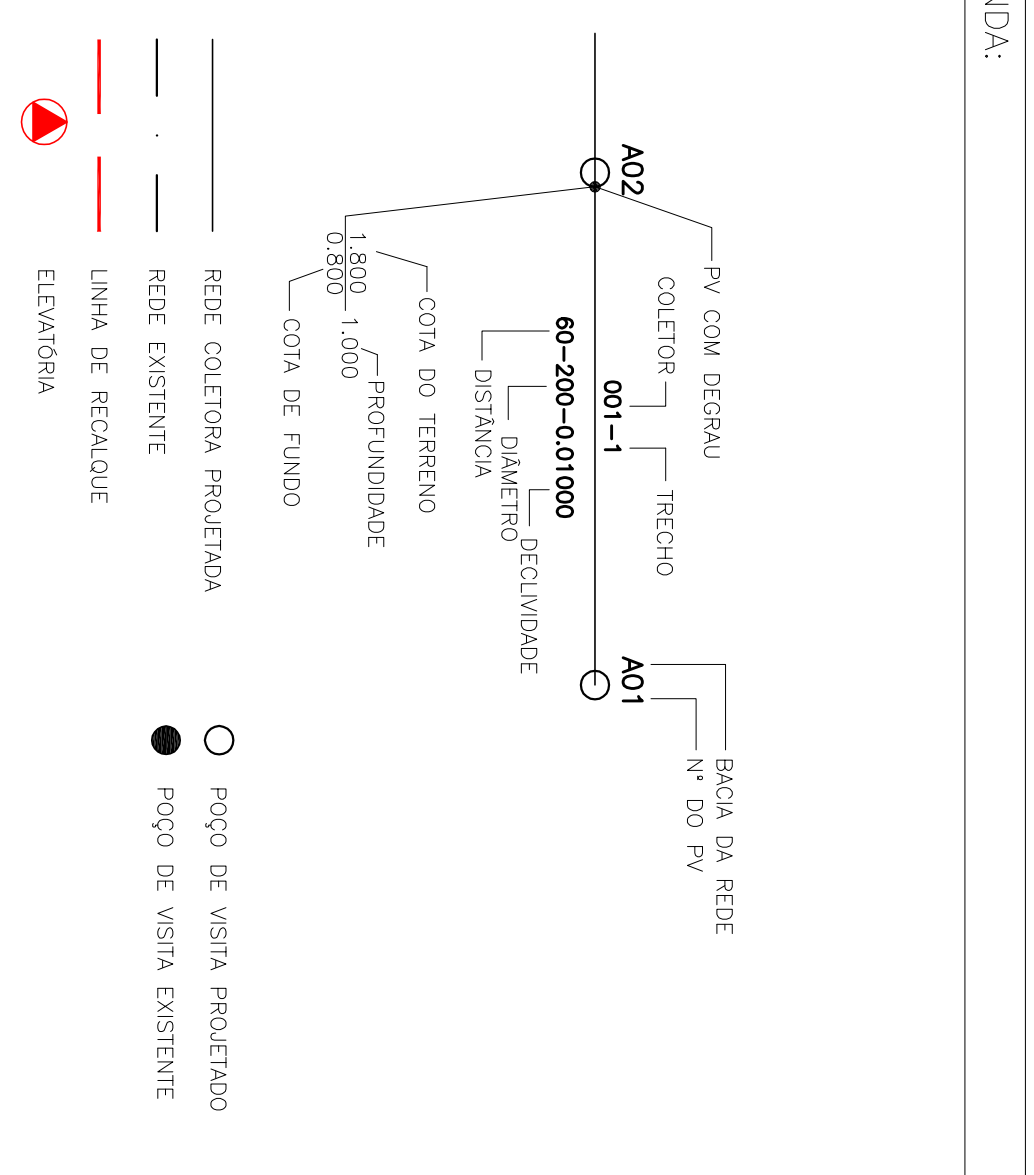 NDA:
BACIA DA REDE
N° DO PV
PV COM DEGRAU
COLETOR
TRECHO
A02
001-1
A01
60-200-0.01000
DECLIVIDADE
DIÂMETRO
DISTÂNCIA
COTA DO TERRENO
PROFUNDIDADE
1.800
1.000
0.800
COTA DE FUNDO
REDE COLETORA PROJETADA
POÇO DE VISITA PROJETADO
REDE EXISTENTE
POÇO DE VISITA EXISTENTE
LINHA DE RECALQUE
ELEVATÓRIA